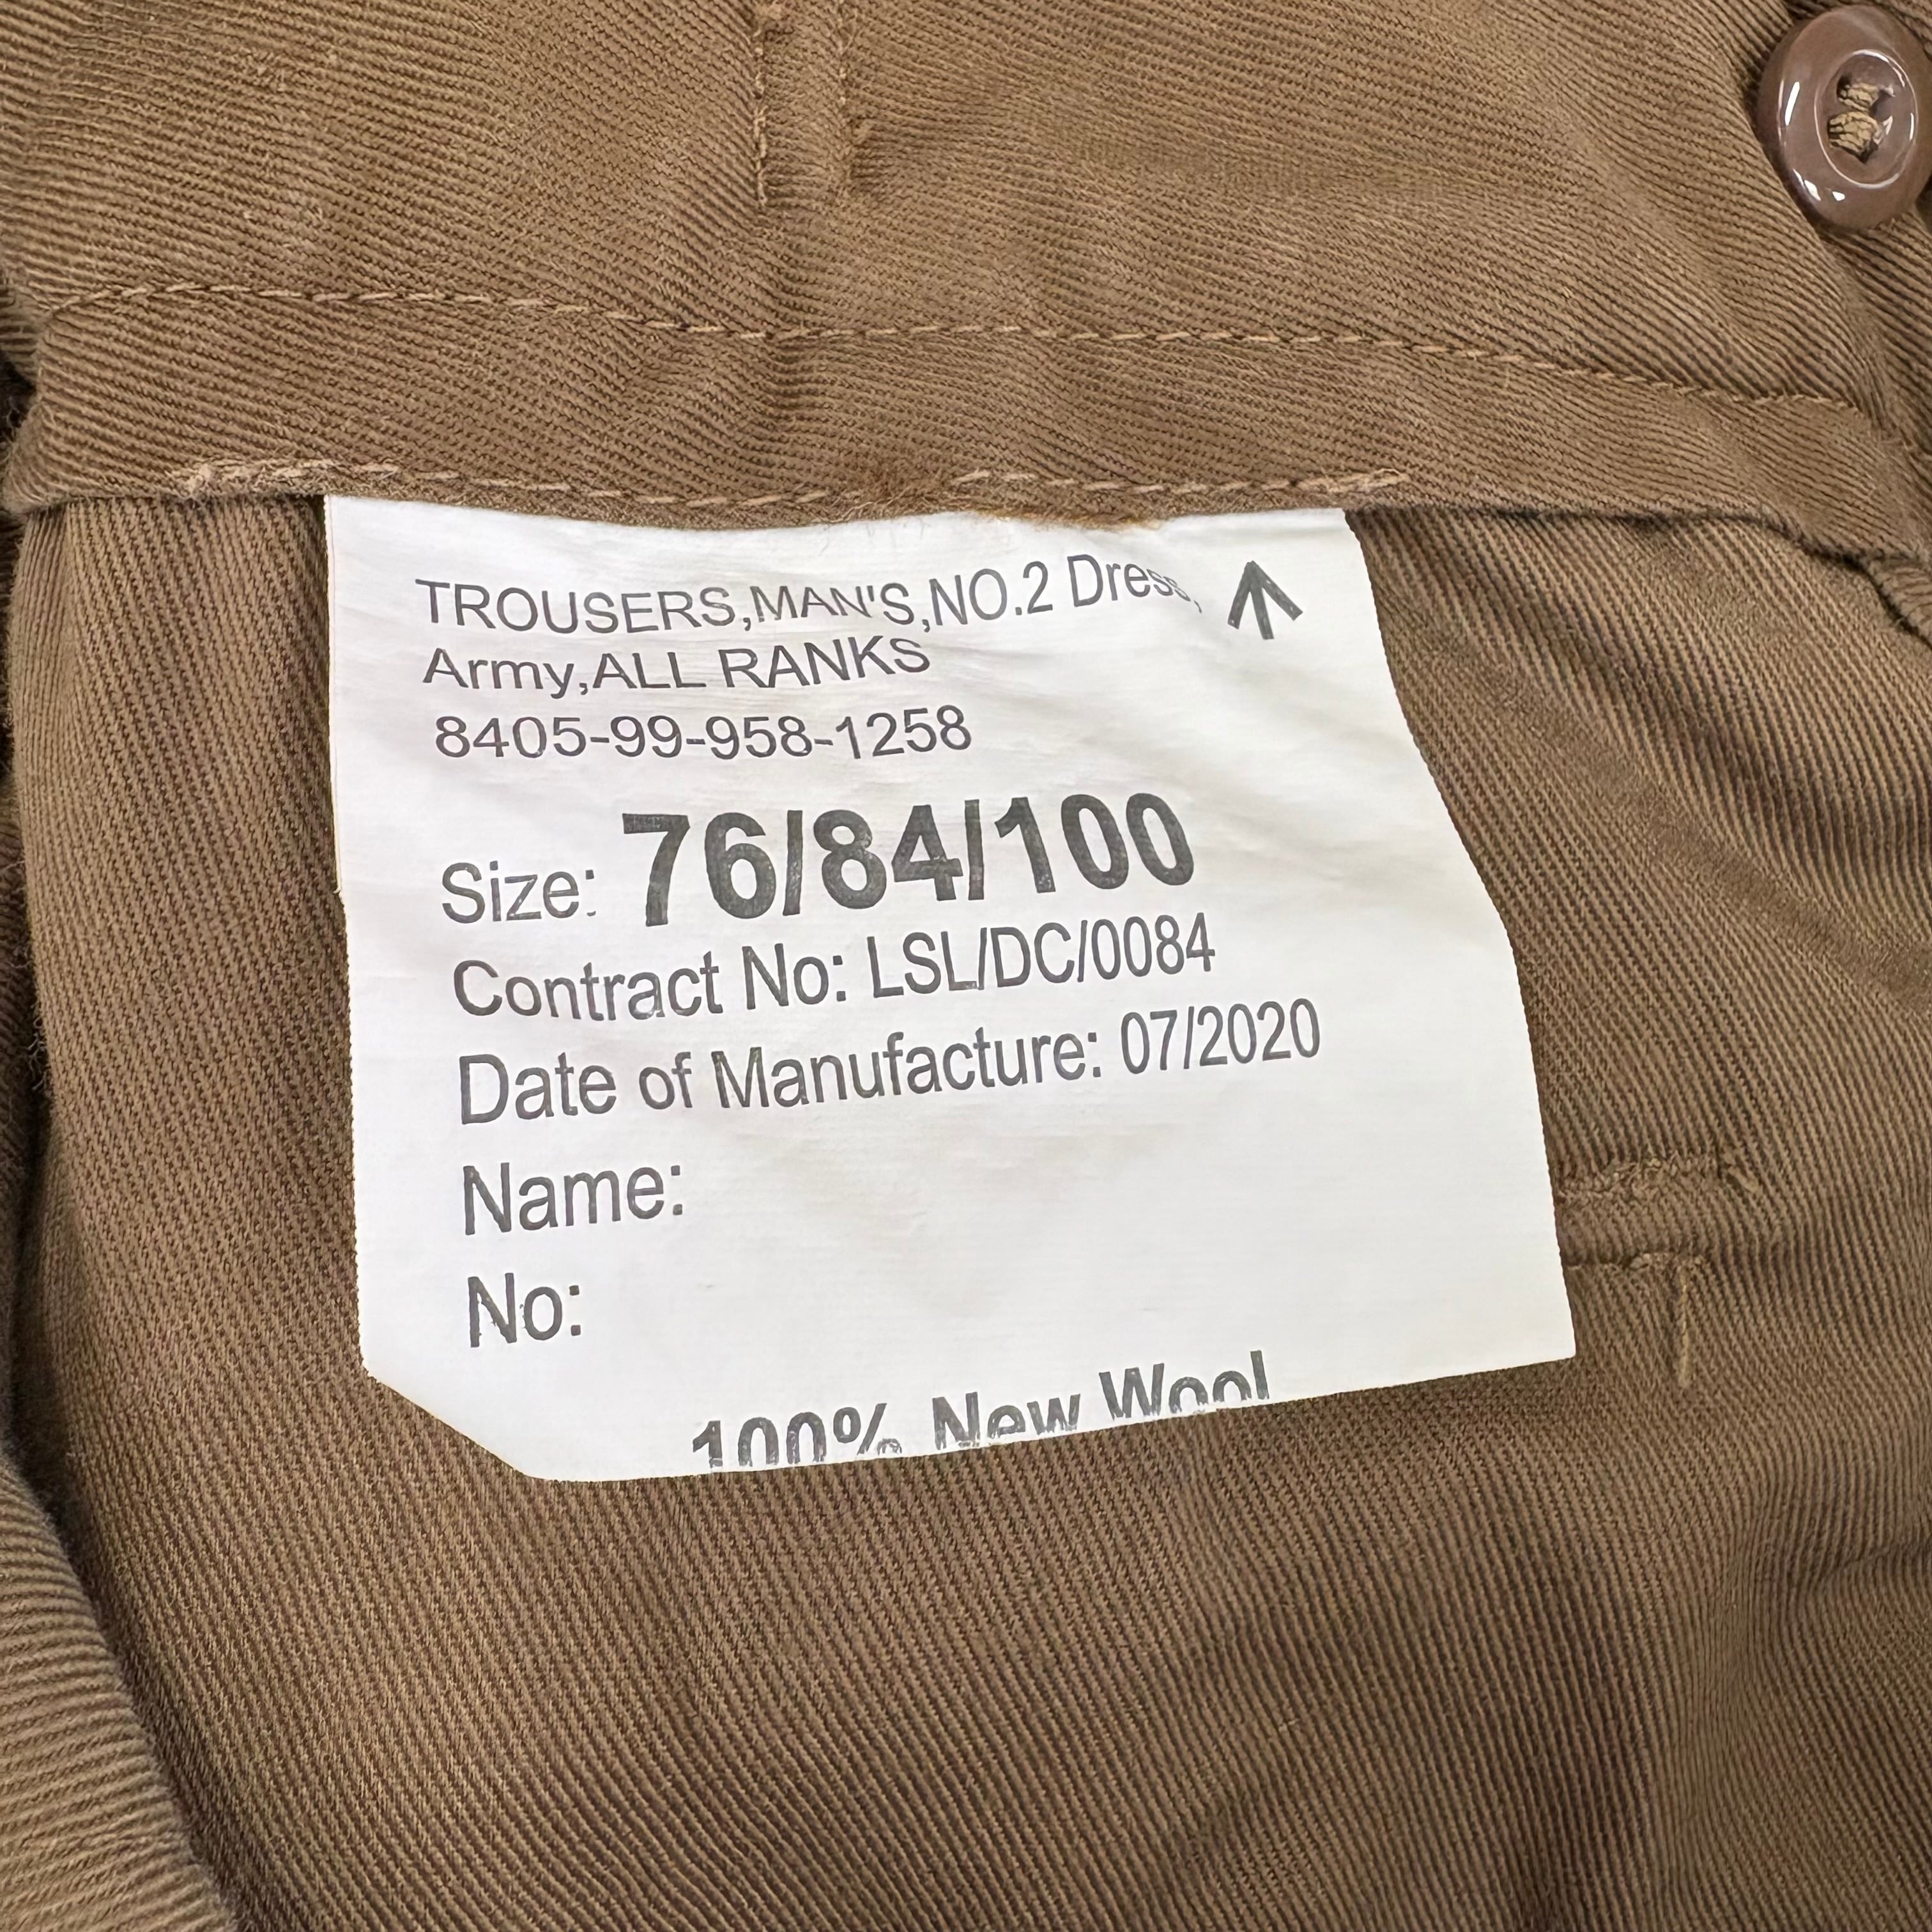 TROUSERS,MAN'S,NO.2 Dress,
Army,ALL RANKS
8405-99-958-1258
Size: 76/84/100
Contract No: LSL/DC/0084
Date of Manufacture: 07/2020
Name:
No:
100% New Wool